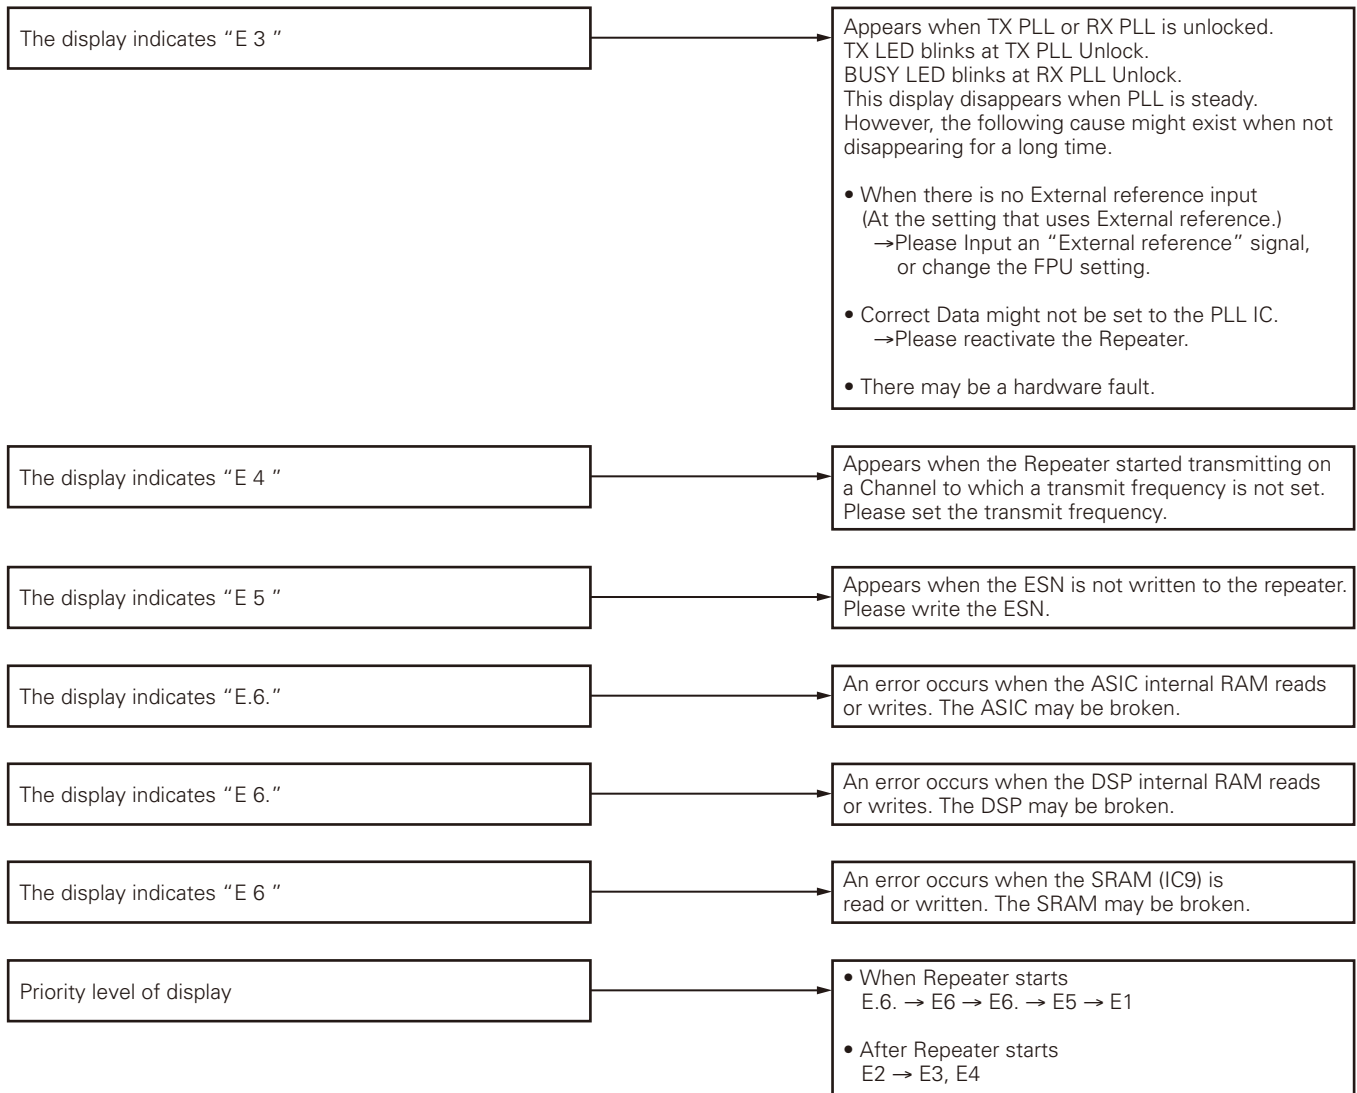 The display indicates “E 3 ”
Appears when TX PLL or RX PLL is unlocked.
TX LED blinks at TX PLL Unlock.
BUSY LED blinks at RX PLL Unlock.
This display disappears when PLL is steady.
However, the following cause might exist when not
disappearing for a long time.
• When there is no External reference input
(At the setting that uses External reference.)
→Please Input an “External reference” signal,
or change the FPU setting.
• Correct Data might not be set to the PLL IC.
→Please reactivate the Repeater.
• There may be a hardware fault.
The display indicates “E 4 ”
Appears when the Repeater started transmitting on
a Channel to which a transmit frequency is not set.
Please set the transmit frequency.
The display indicates “E 5 ”
Appears when the ESN is not written to the repeater.
Please write the ESN.
The display indicates “E.6.”
An error occurs when the ASIC internal RAM reads
or writes. The ASIC may be broken.
The display indicates “E 6.”
An error occurs when the DSP internal RAM reads
or writes. The DSP may be broken.
The display indicates “E 6 ”
An error occurs when the SRAM (IC9) is
read or written. The SRAM may be broken.
Priority level of display
• When Repeater starts
E.6. → E6 → E6. → E5 → E1
• After Repeater starts
E2 → E3, E4